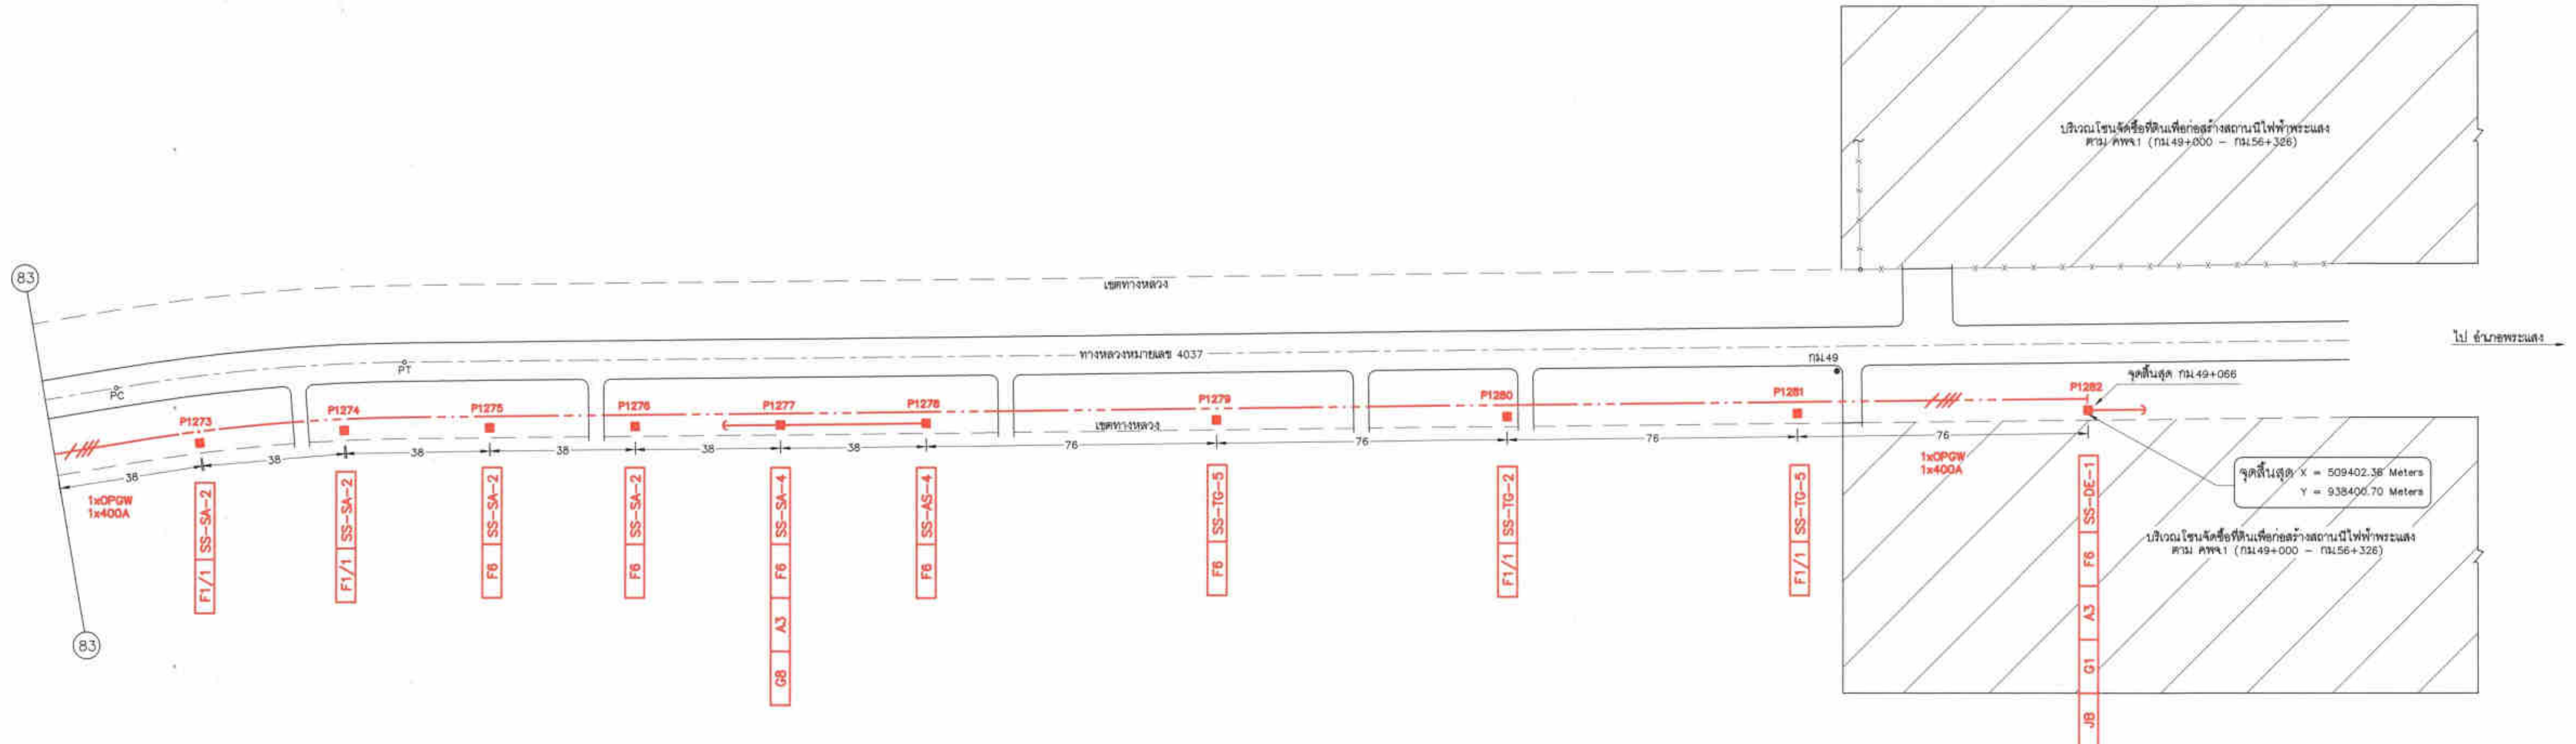 บริเวณโซนจัดซื้อที่ดินเพื่อก่อสร้างสถานนีไฟฟ้าพระแสง
ตาม คพจ.1 (กม.49+000 - กม.56+326)
83
เขตทางหลวง
ทางหลวงหมายเลข 4037
ไป อำเภอพระแสง
PC
PT
กม.49
จุดสิ้นสุด กม.49+066
P1273
P1274
P1275
P1276
P1277
P1278
P1279
P1280
P1281
P1282
เขตทางหลวง
38
38
38
38
38
38
76
76
76
76
1xOPGW
1x400A
1xOPGW
1x400A
จุดสิ้นสุด X = 509402.36 Meters
Y = 938400.70 Meters
บริเวณโซนจัดซื้อที่ดินเพื่อก่อสร้างสถานนีไฟฟ้าพระแสง
ตาม คพจ.1 (กม.49+000 - กม.56+326)
F1/1 SS-SA-2
F1/1 SS-SA-2
F6 SS-SA-2
F6 SS-SA-2
G8 A3 F6 SS-SA-4
F6 SS-AS-4
F6 SS-TG-5
F1/1 SS-TG-2
F1/1 SS-TG-5
JB G1 A3 F6 SS-DE-1
83